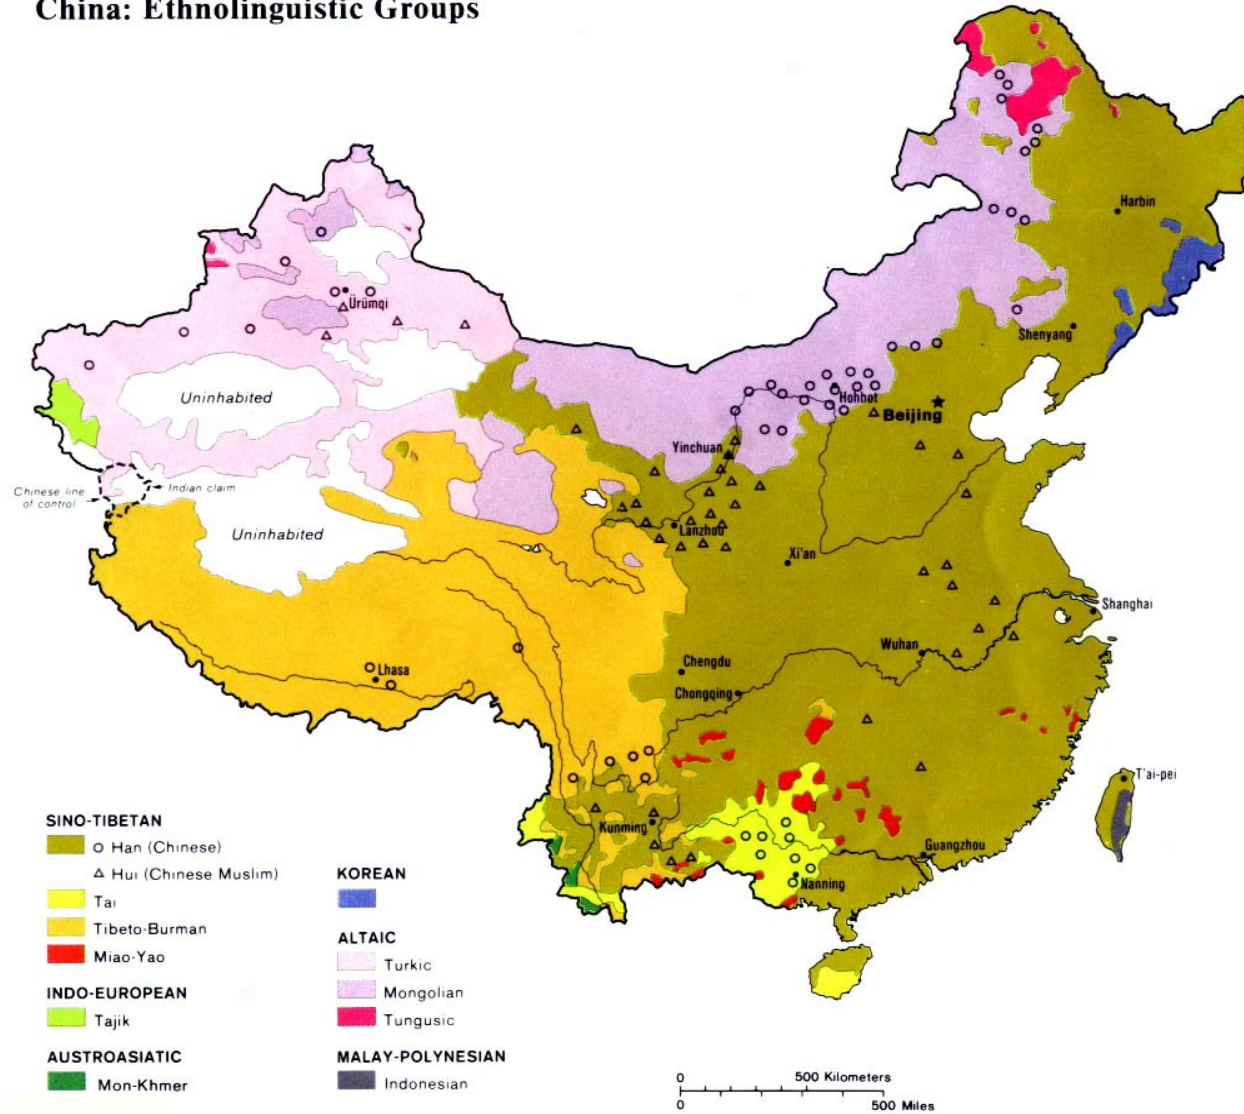 China: Ethnolinguistic Groups
Harbin
Ürümqi
Shenyang
Uninhabited
Hohhot
Beijing
Yinchuan
Chinese line
of control
Indian claim
Uninhabited
Lanzhou
Xi'an
Shanghai
Wuhan
Lhasa
Chengdu
Chongqing
T'ai-pei
Kunming
Guangzhou
Nanning
SINO-TIBETAN
Han (Chinese)
Hui (Chinese Muslim)
Tai
Tibeto-Burman
Miao-Yao
INDO-EUROPEAN
Tajik
AUSTROASIATIC
Mon-Khmer
KOREAN
ALTAIC
Turkic
Mongolian
Tungusic
MALAY-POLYNESIAN
Indonesian
0 500 Kilometers
0 500 Miles